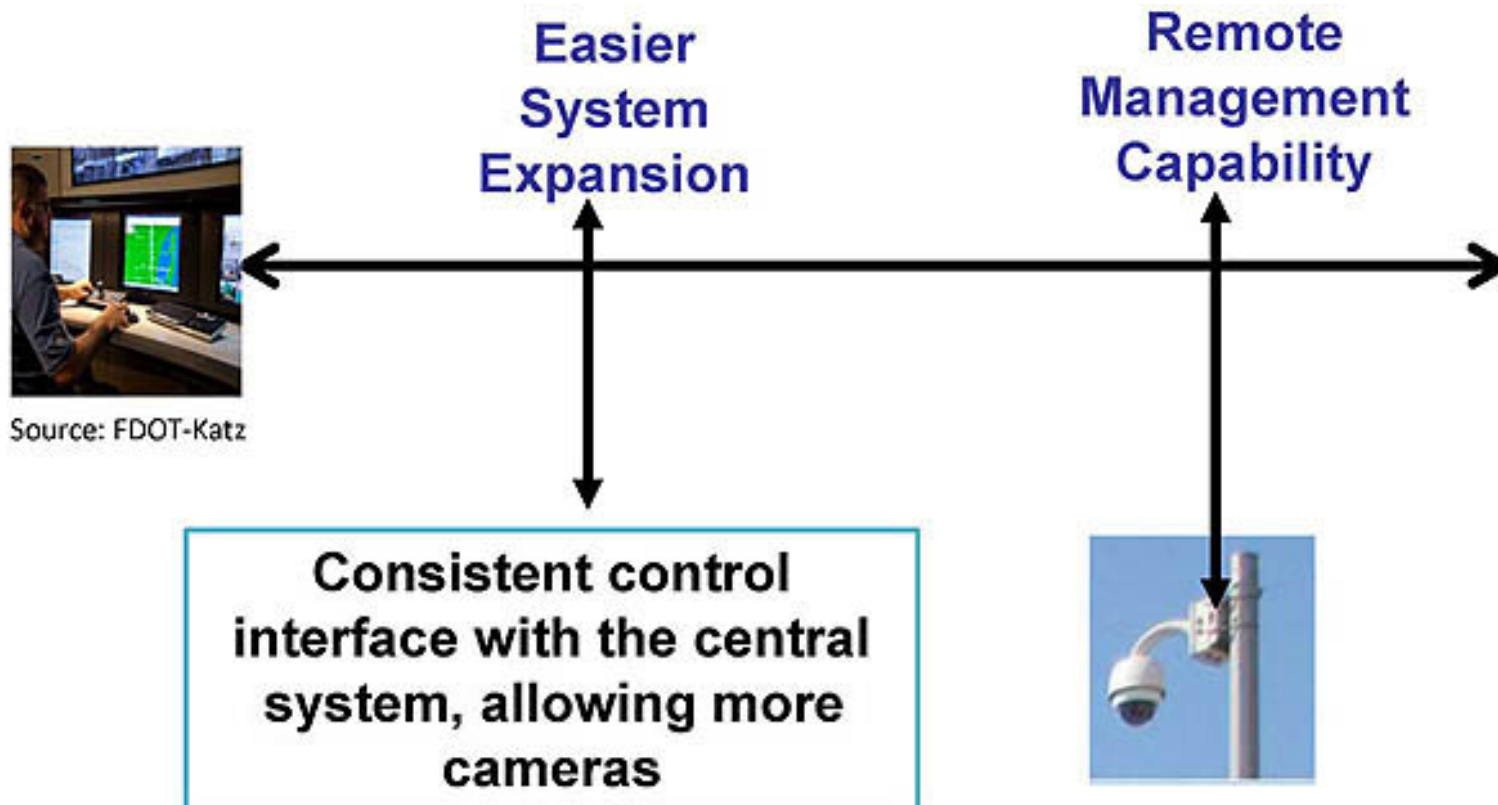 Easier
System
Expansion
Remote
Management
Capability
Source: FDOT-Katz
Consistent control
interface with the central
system, allowing more
cameras